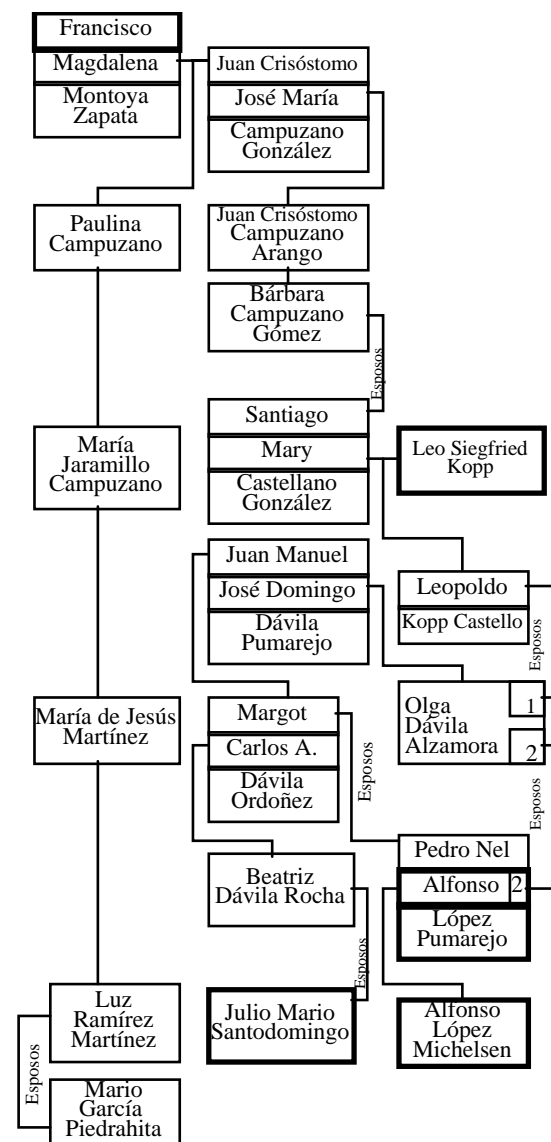 Francisco
Magdalena
Montoya
Zapata
Juan Crisóstomo
José María
Campuzano
González
Paulina
Campuzano
Juan Crisóstomo
Campuzano
Arango
Bárbara
Campuzano
Gómez
Esposos
Santiago
Mary
Castellano
González
Leo Siegfried
Kopp
María
Jaramillo
Campuzano
Juan Manuel
José Domingo
Dávila
Pumarejo
Leopoldo
Kopp Castello
Esposos
María de Jesús
Martínez
Margot
Carlos A.
Dávila
Ordoñez
Esposos
Olga
Dávila
Alzamora
1
2
Esposos
Beatriz
Dávila Rocha
Pedro Nel
Alfonso
2
López
Pumarejo
Esposos
Luz
Ramírez
Martínez
Julio Mario
Santodomingo
Alfonso
López
Michelsen
Esposos
Mario
García
Piedrahita